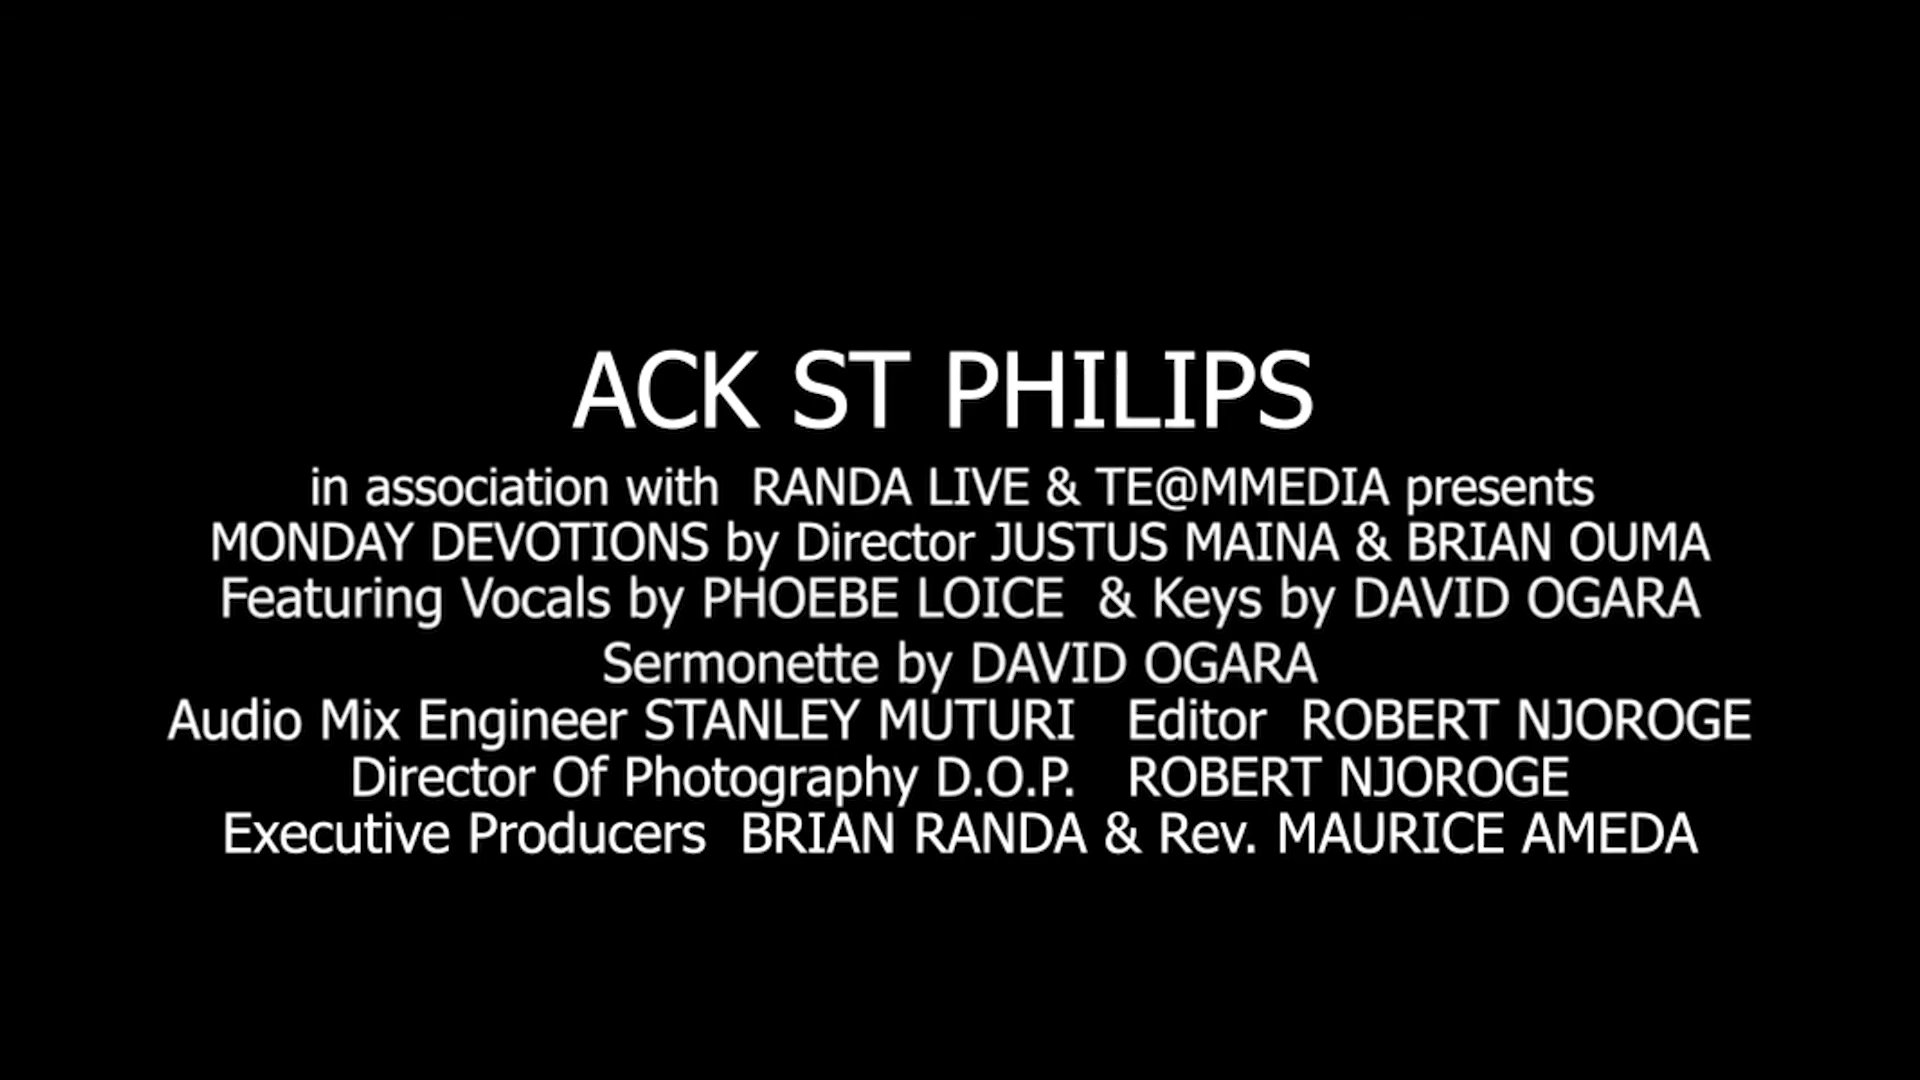 ACK ST PHILIPS
in association with RANDA LIVE & TE@MMEDIA presents
MONDAY DEVOTIONS by Director JUSTUS MAINA & BRIAN OUMA
Featuring Vocals by PHOEBE LOICE & Keys by DAVID OGARA
Sermonette by DAVID OGARA
Audio Mix Engineer STANLEY MUTURI Editor ROBERT NJOROGE
Director Of Photography D.O.P. ROBERT NJOROGE
Executive Producers BRIAN RANDA & Rev. MAURICE AMEDA